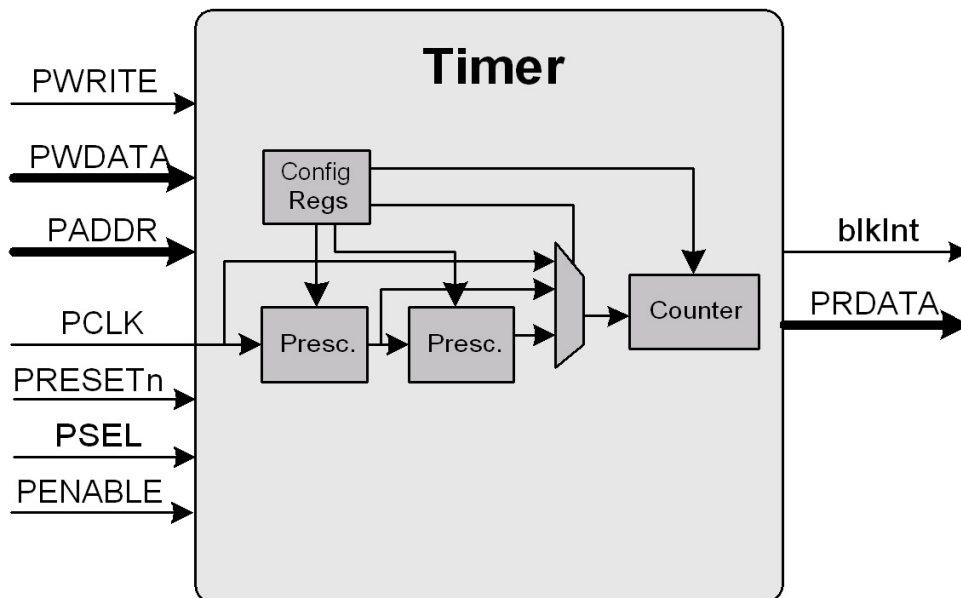 Timer
PWRITE
PWDATA
PADDR
PCLK
PRESETn
PSEL
PENABLE
Config
Regs
Presc.
Presc.
Counter
blkInt
PRDATA